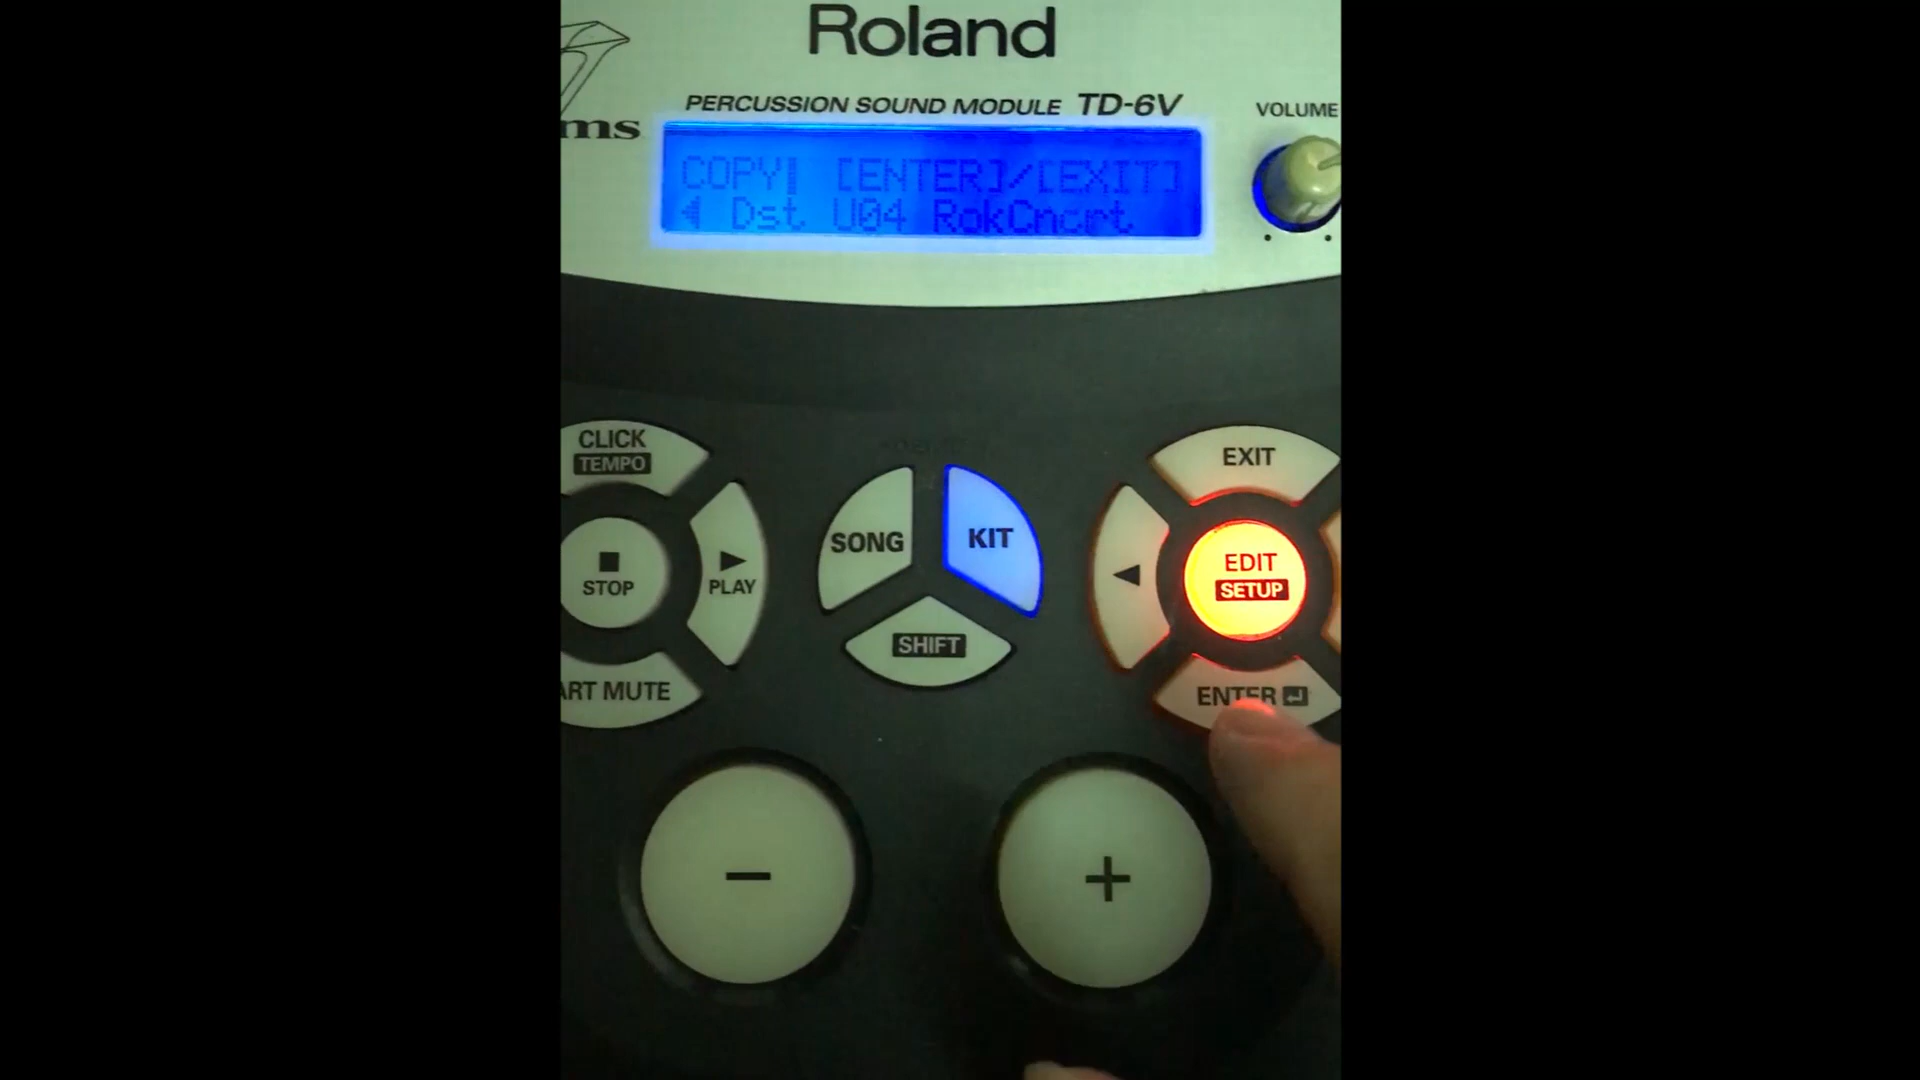 Roland
ms
PERCUSSION SOUND MODULE TD-6V
VOLUME
COPY [ENTER]/[EXIT]
◀ Dst U04 RokCncrt
CLICK
TEMPO
EXIT
SONG
KIT
STOP
PLAY
EDIT
SETUP
SHIFT
ART MUTE
ENTER
− +